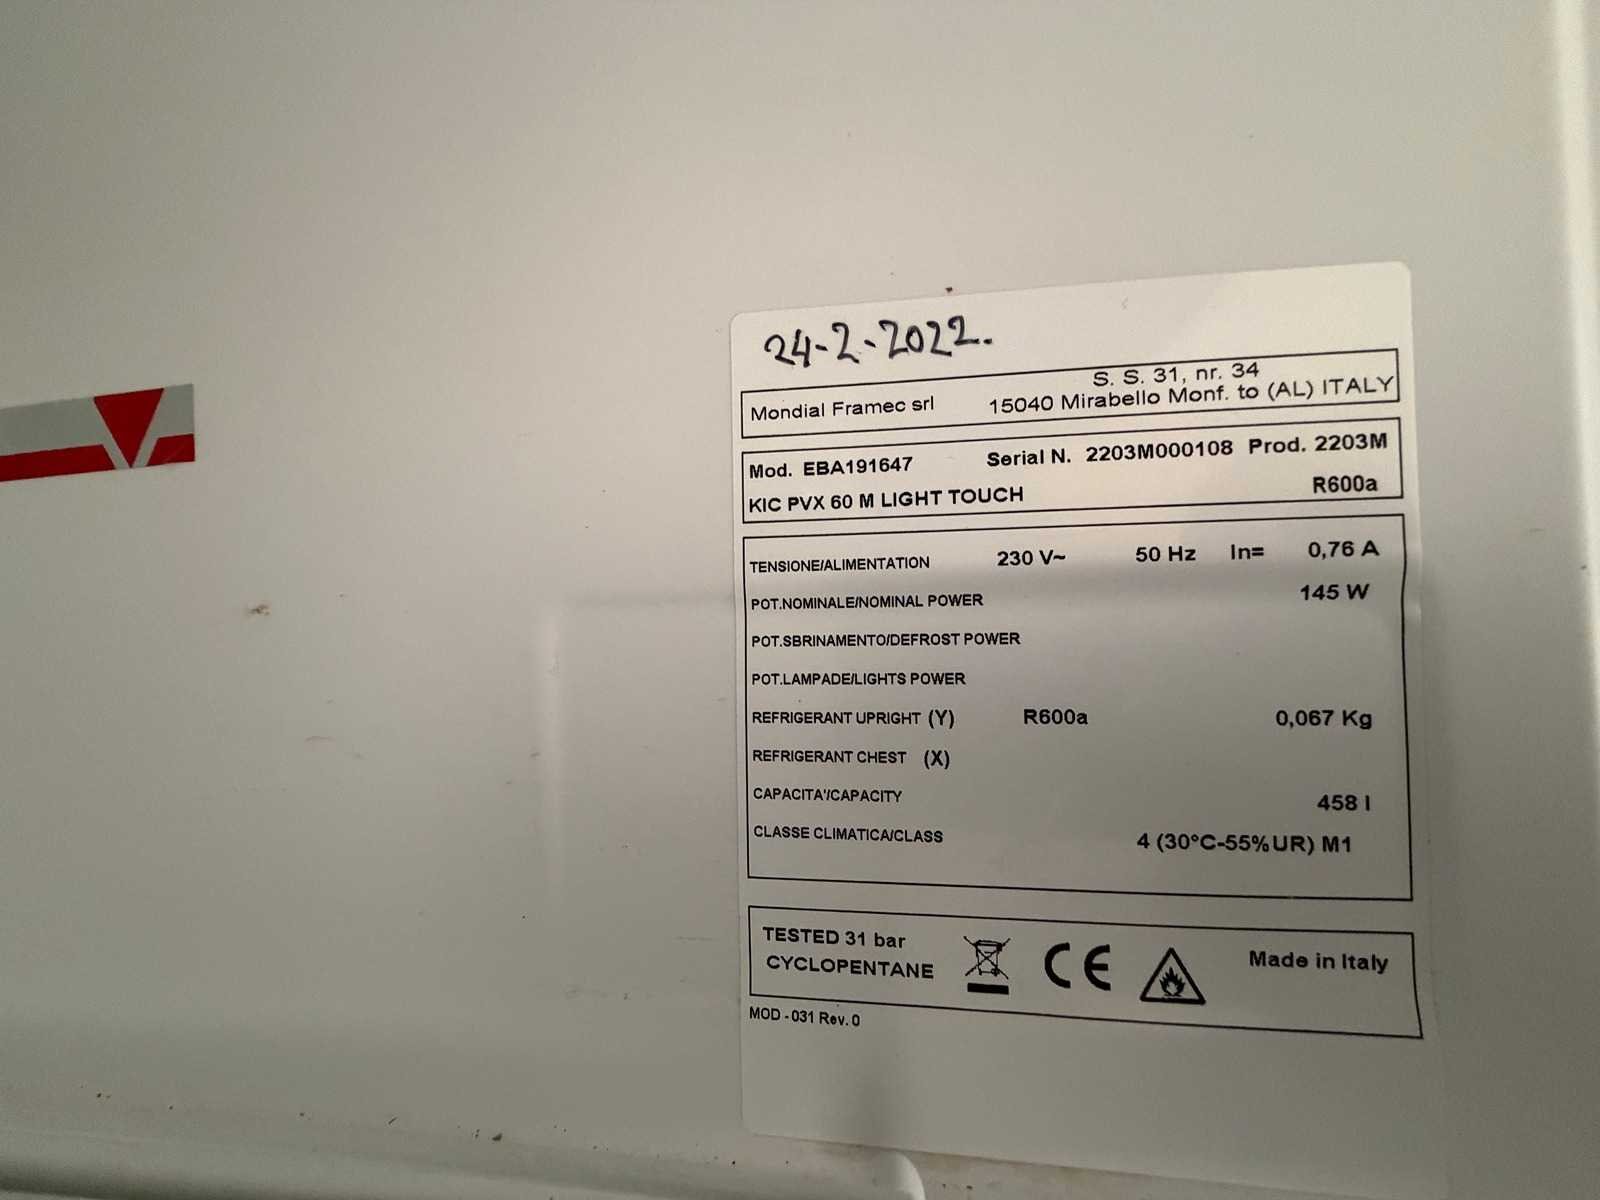 24-2-2022.
Mondial Framec srl S. S. 31, nr. 34
15040 Mirabello Monf. to (AL) ITALY
Mod. EBA191647 Serial N. 2203M000108 Prod. 2203M
KIC PVX 60 M LIGHT TOUCH R600a
TENSIONE/ALIMENTATION 230 V~ 50 Hz In= 0,76 A
POT.NOMINALE/NOMINAL POWER 145 W
POT.SBRINAMENTO/DEFROST POWER
POT.LAMPADE/LIGHTS POWER
REFRIGERANT UPRIGHT (Y) R600a 0,067 Kg
REFRIGERANT CHEST (X)
CAPACITA'/CAPACITY 458 l
CLASSE CLIMATICA/CLASS 4 (30°C-55%UR) M1
TESTED 31 bar
CYCLOPENTANE CE Made in Italy
MOD - 031 Rev. 0